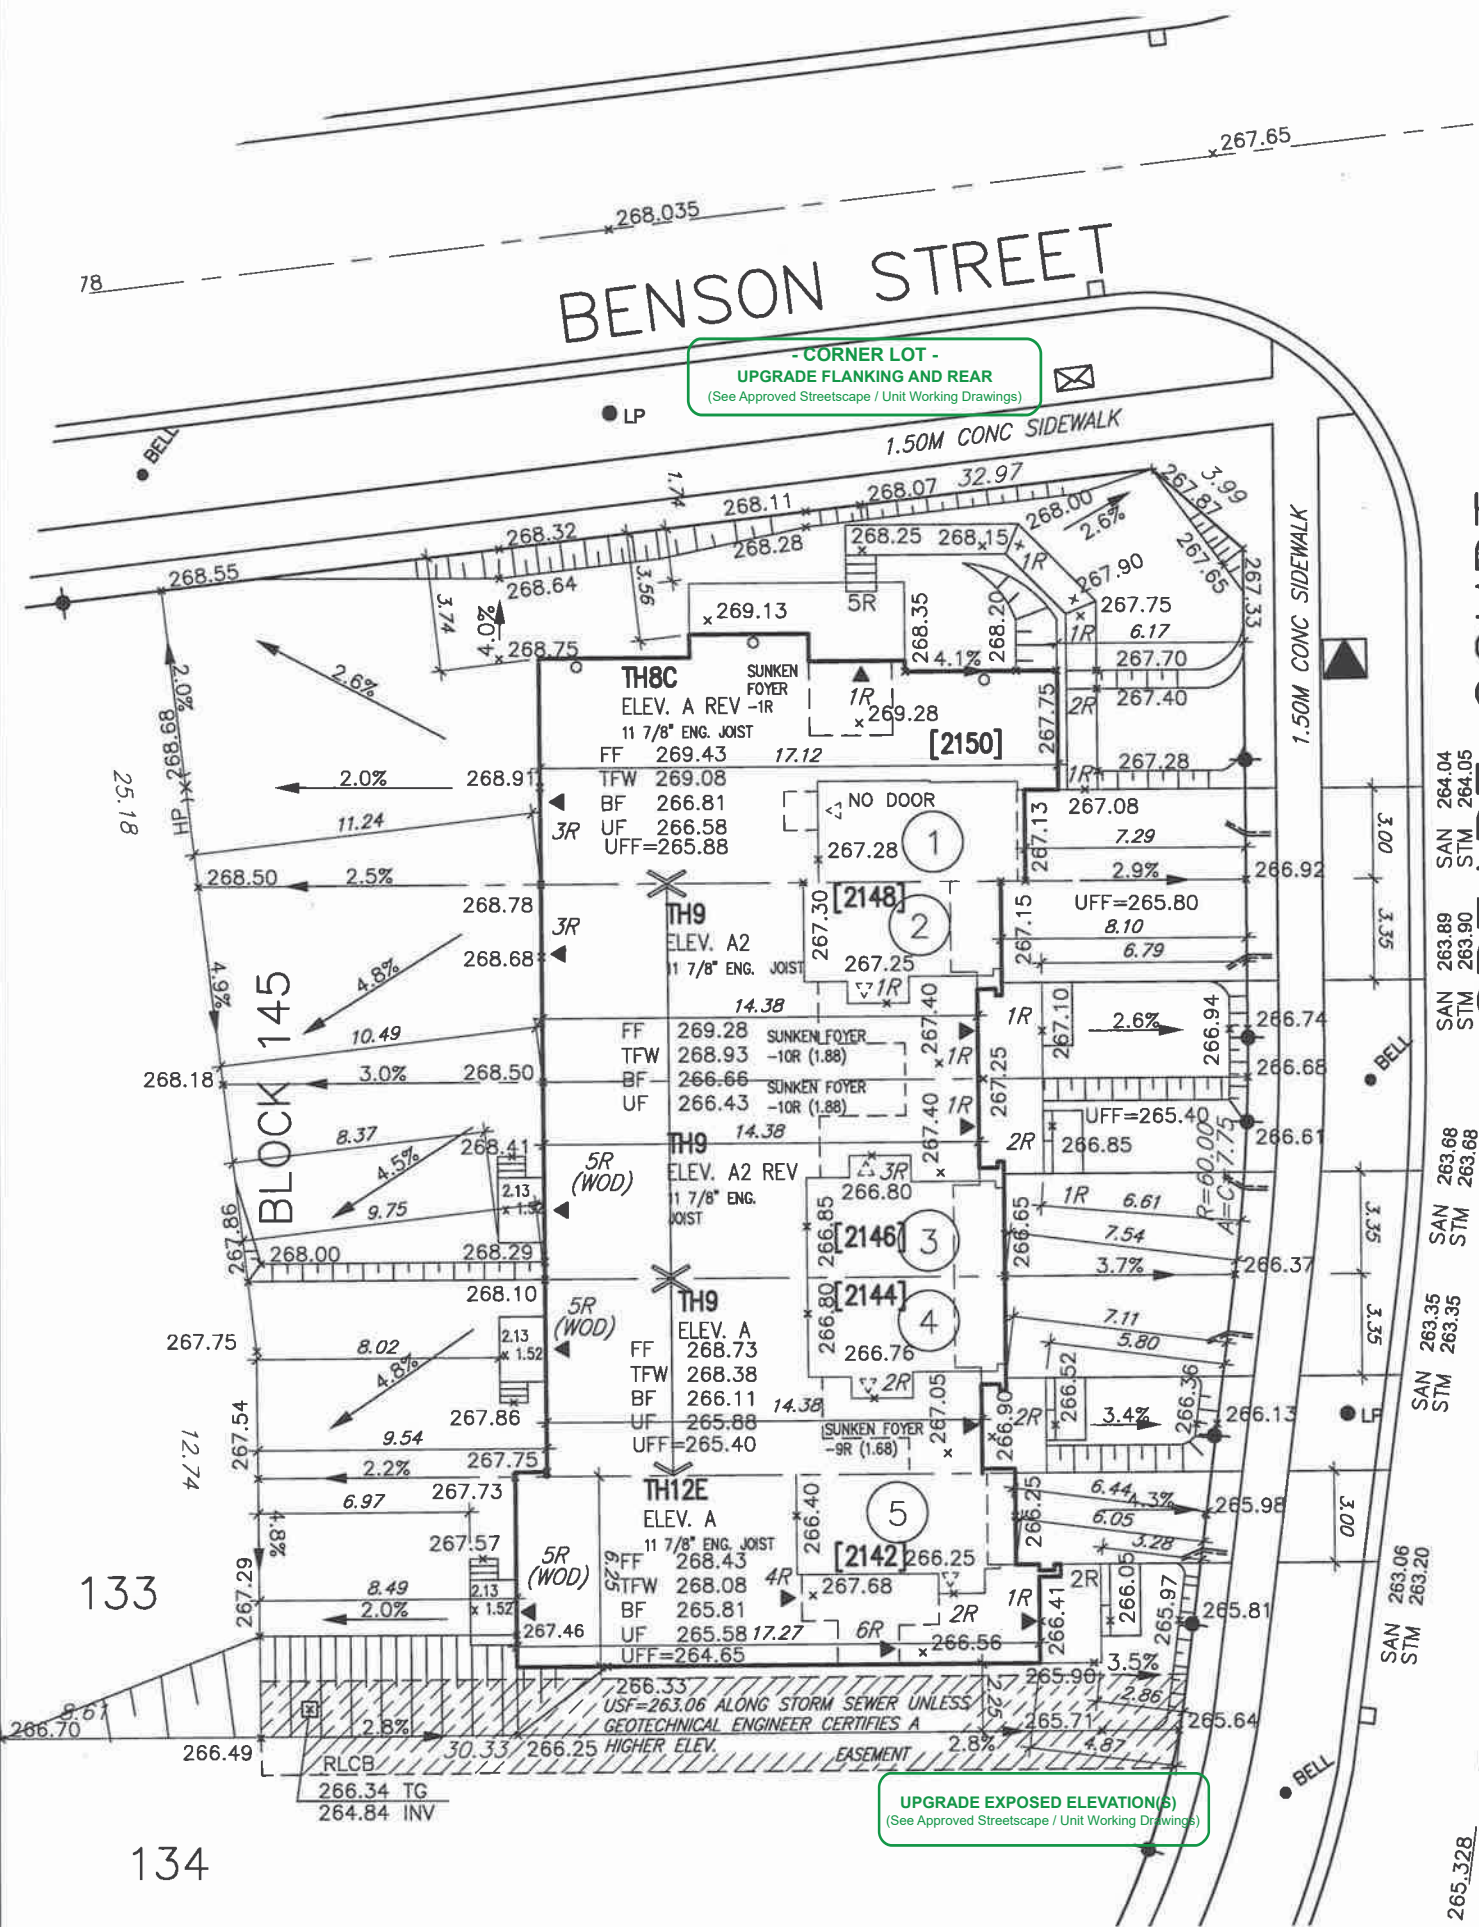 267.65
268.035
78
BENSON STREET
- CORNER LOT -
UPGRADE FLANKING AND REAR
(See Approved Streetscape / Unit Working Drawings)
LP
BELL
1.50M CONC SIDEWALK
1.74
268.11
268.07
32.97
268.00
2.6%
267.87
3.99
267.65
268.32
268.28
268.25
268.15
1R
267.90
267.33
268.55
268.64
3.74
3.56
4.0%
268.75
269.13
5R
268.35
268.20
267.75
1R
6.17
4.1%
267.70
267.40
2R
267.75
1.50M CONC SIDEWALK
2.6%
2.0%
HP 268.68
25.18
TH8C
SUNKEN
FOYER
ELEV. A REV
-1R
1R
269.28
11 7/8" ENG. JOIST
[2150]
FF 269.43
17.12
TFW 269.08
BF 266.81
UF 266.58
UFF=265.88
2.0%
268.91
3R
11.24
NO DOOR
1
267.28
267.13
1R
267.28
267.08
7.29
3.00
SAN 264.04
STM 264.05
268.50
2.5%
268.78
2.9%
266.92
3R
268.68
TH9
[2148]
2
267.30
ELEV. A2
11 7/8" ENG. JOIST
267.25
1R
267.15
UFF=265.80
8.10
6.79
3.35
SAN 263.89
STM 263.90
4.9%
4.8%
BLOCK 145
10.49
14.38
FF 269.28
TFW 268.93
BF 266.66
UF 266.43
SUNKEN FOYER
-10R (1.88)
SUNKEN FOYER
-10R (1.88)
267.40
1R
267.40
1R
267.25
1R
267.10
2.6%
266.94
266.74
266.68
BELL
268.18
3.0%
268.50
8.37
268.41
4.5%
2.13
1.52
9.75
5R
(WOD)
TH9
14.38
ELEV. A2 REV
11 7/8" ENG.
JOIST
3R
266.80
266.85
[2146]
3
UFF=265.40
2R
266.85
266.61
R=60.00
A=C=7.75
1R
6.61
266.65
7.54
3.7%
266.37
3.35
SAN 263.68
STM 263.68
267.86
268.00
268.29
268.10
5R
(WOD)
TH9
ELEV. A
[2144]
4
266.80
266.76
2R
267.75
8.02
2.13
1.52
4.8%
267.86
FF 268.73
TFW 268.38
BF 266.11
UF 265.88
UFF=265.40
14.38
SUNKEN FOYER
-9R (1.68)
267.05
266.90
2R
266.52
7.11
5.80
3.4%
266.36
266.13
3.35
SAN 263.35
STM 263.35
LP
12.74
267.54
9.54
267.75
2.2%
267.73
6.97
4.8%
267.57
TH12E
ELEV. A
11 7/8" ENG. JOIST
5
[2142]
266.40
266.25
266.25
6.44
4.3%
265.98
6.05
3.28
3.00
SAN 263.06
STM 263.20
133
267.29
8.49
2.13
1.52
2.0%
267.46
5R
(WOD)
6.25
FF 268.43
TFW 268.08
BF 265.81
UF 265.58
UFF=264.65
17.27
4R
267.68
6R
2R
266.56
1R
266.41
2R
266.05
265.97
265.81
3.5%
265.90
2.86
265.64
8.61
266.70
266.49
2.8%
30.33
266.25
266.33
USF=263.06 ALONG STORM SEWER UNLESS
GEOTECHNICAL ENGINEER CERTIFIES A
HIGHER ELEV.
EASEMENT
2.25
2.8%
265.71
4.87
RLCB
266.34 TG
264.84 INV
UPGRADE EXPOSED ELEVATION(S)
(See Approved Streetscape / Unit Working Drawings)
BELL
134
265.328